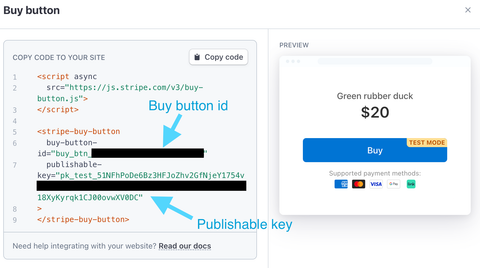 Buy button
COPY CODE TO YOUR SITE
Copy code
1 <script async
2 src="https://js.stripe.com/v3/buy-
button.js">
3 </script>
4
5 <stripe-buy-button
6 buy-button-
id="buy_btn_ "
7 publishable-
key="pk_test_51NFhPoDe6Bz3HFJoZhv2GfNjeY1754v
18XyKyrqk1CJ00ovwXV0DC"
8 >
9 </stripe-buy-button>
Buy button id
Publishable key
Need help integrating with your website? Read our docs
PREVIEW
Green rubber duck
$20
TEST MODE
Buy
Supported payment methods:
VISA